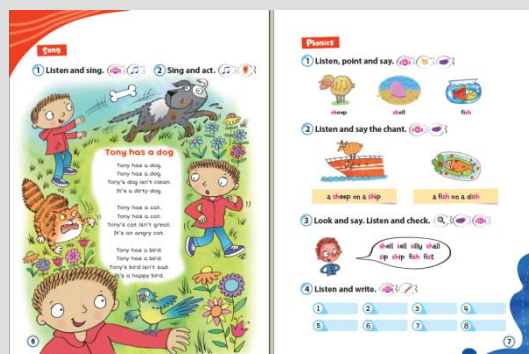 Song
1 Listen and sing.
2 Sing and act.
Tony has a dog
Tony has a dog.
Tony has a dog.
Tony's dog isn't clean.
It's a dirty dog.
Tony has a cat.
Tony has a cat.
Tony's cat isn't great.
It's an angry cat.
Tony has a bird.
Tony has a bird.
Tony's bird isn't sad.
It's a happy bird.
6
Phonics
1 Listen, point and say.
sheep shell fish
2 Listen and say the chant.
a sheep on a ship a fish on a dish
3 Look and say. Listen and check.
shell sell silly shall
sip ship fish fist
4 Listen and write.
1 2 3 4
5 6 7 8
7